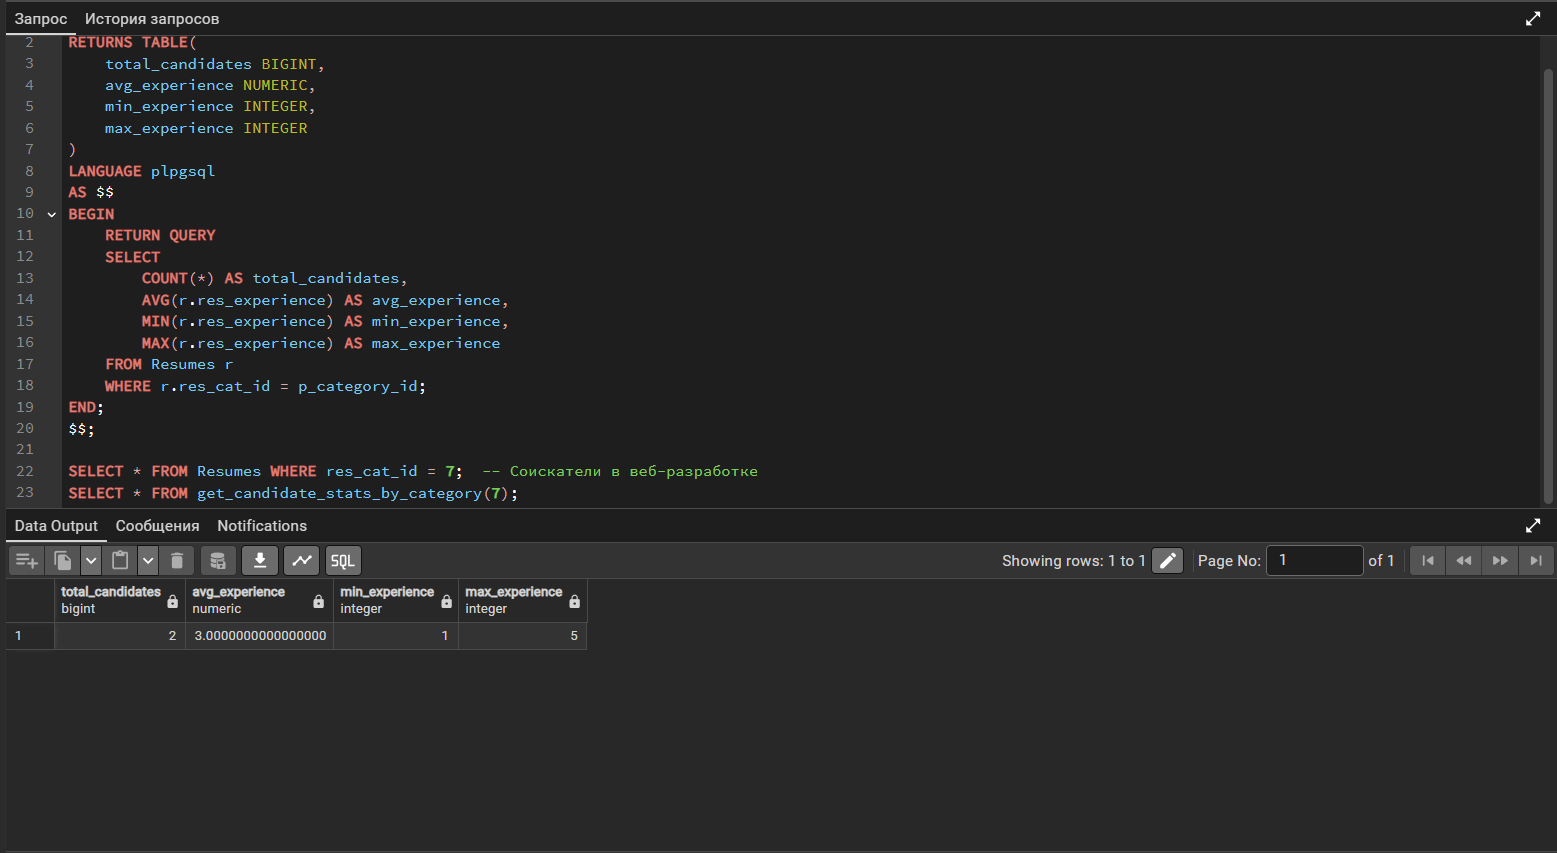 Запрос История запросов
2 RETURNS TABLE(
3 total_candidates BIGINT,
4 avg_experience NUMERIC,
5 min_experience INTEGER,
6 max_experience INTEGER
7 )
8 LANGUAGE plpgsql
9 AS $$
10 BEGIN
11 RETURN QUERY
12 SELECT
13 COUNT(*) AS total_candidates,
14 AVG(r.res_experience) AS avg_experience,
15 MIN(r.res_experience) AS min_experience,
16 MAX(r.res_experience) AS max_experience
17 FROM Resumes r
18 WHERE r.res_cat_id = p_category_id;
19 END;
20 $$;
21
22 SELECT * FROM Resumes WHERE res_cat_id = 7; -- Соискатели в веб-разработке
23 SELECT * FROM get_candidate_stats_by_category(7);
Data Output Сообщения Notifications
SQL Showing rows: 1 to 1 Page No: 1 of 1
total_candidates avg_experience min_experience max_experience
bigint numeric integer integer
1 2 3.0000000000000000 1 5